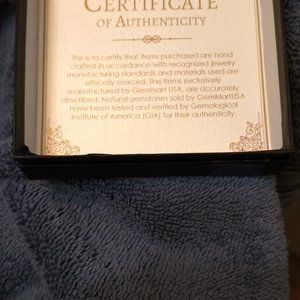 CERTIFICATE
OF AUTHENTICITY
This is to certify that items purchased are hand
crafted in accordance with recognized jewelry
manufacturing standards and materials used are
ethically sourced. The items exclusively
manufactured by Gemmart USA, are accurately
described. Natural gemstones sold by GemMartUSA
have been tested and verified by Gemological
Institute of America (GIA) for their authenticity.